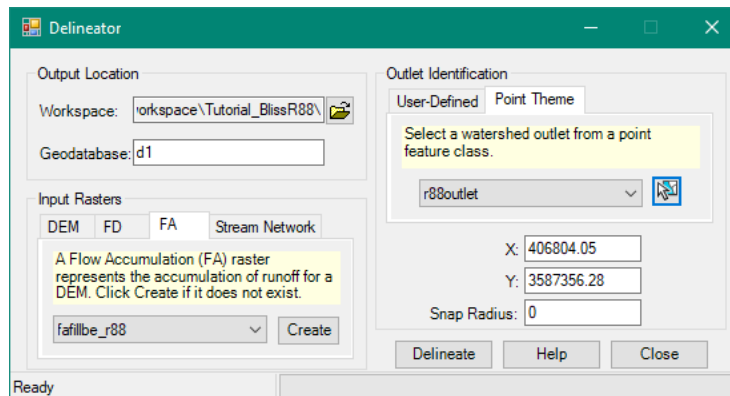 Delineator
Output Location
Workspace: 'orkspace\Tutorial_BlissR88\
Geodatabase: d1
Input Rasters
DEM FD FA Stream Network
A Flow Accumulation (FA) raster
represents the accumulation of runoff for a
DEM. Click Create if it does not exist.
fafillbe_r88 Create
Outlet Identification
User-Defined Point Theme
Select a watershed outlet from a point
feature class.
r88outlet
X: 406804.05
Y: 3587356.28
Snap Radius: 0
Delineate Help Close
Ready